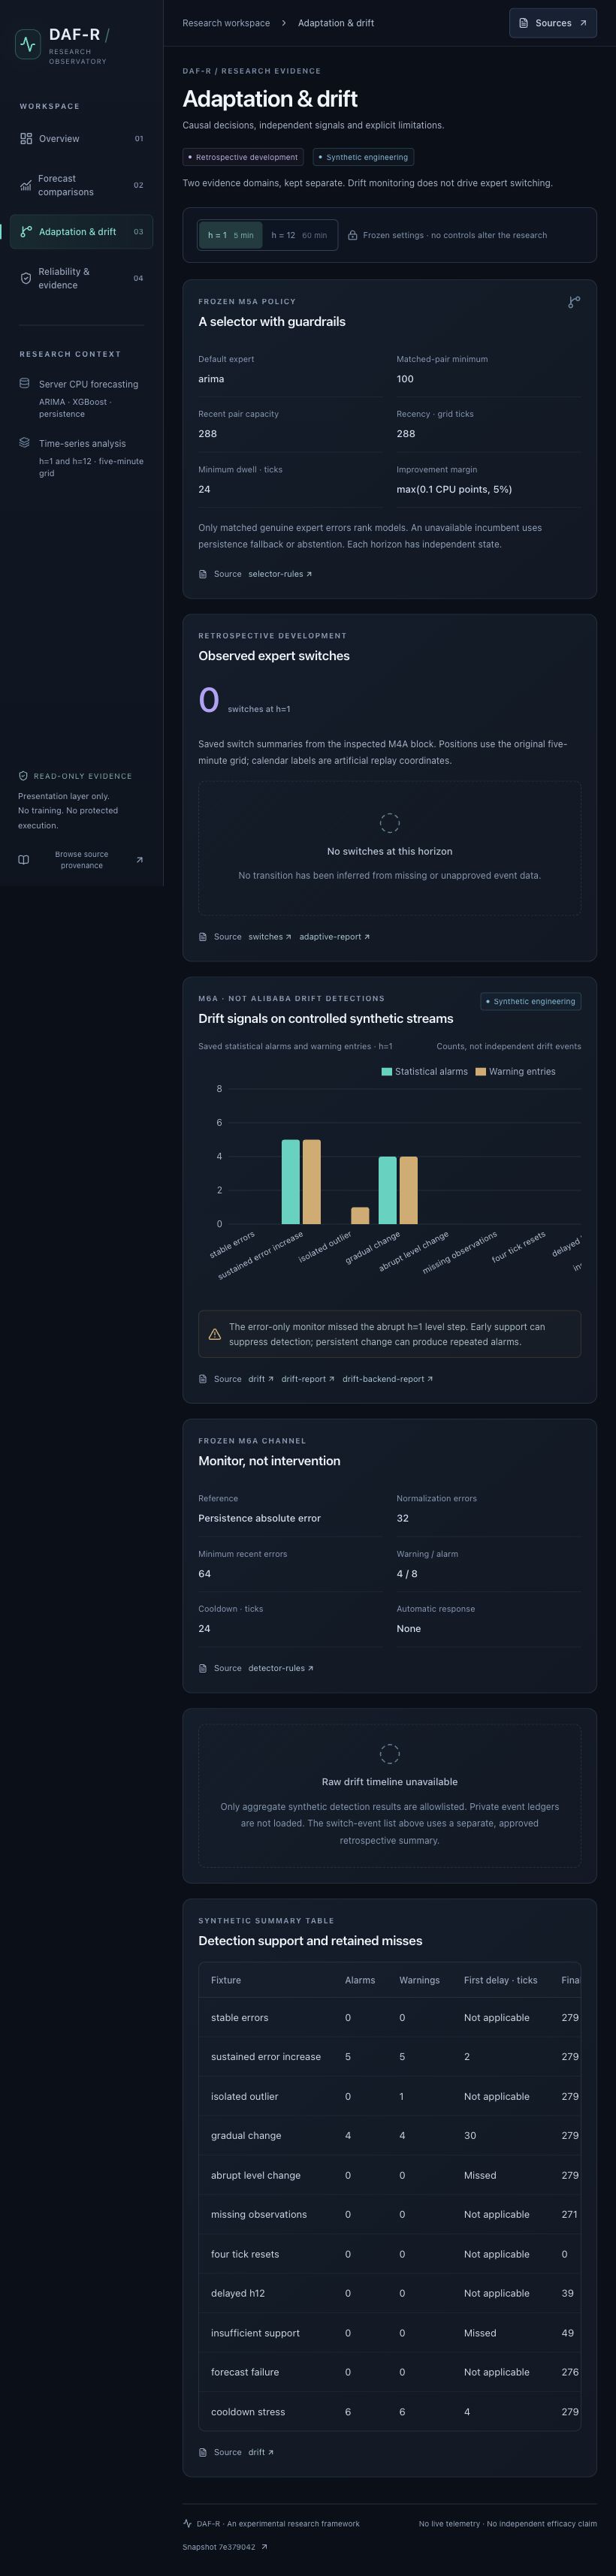 DAF-R /
RESEARCH
OBSERVATORY
WORKSPACE
Overview 01
Forecast
comparisons
02
Adaptation & drift 03
Reliability &
evidence
04
RESEARCH CONTEXT
Server CPU forecasting
ARIMA · XGBoost ·
persistence
Time-series analysis
h=1 and h=12 · five-minute
grid
READ-ONLY EVIDENCE
Presentation layer only.
No training. No protected
execution.
Browse source
provenance
Research workspace > Adaptation & drift
Sources
DAF-R / RESEARCH EVIDENCE
Adaptation & drift
Causal decisions, independent signals and explicit limitations.
Retrospective development
Synthetic engineering
Two evidence domains, kept separate. Drift monitoring does not drive expert switching.
h = 1 5 min
h = 12 60 min
Frozen settings · no controls alter the research
FROZEN M5A POLICY
A selector with guardrails
Default expert
arima
Matched-pair minimum
100
Recent pair capacity
288
Recency · grid ticks
288
Minimum dwell · ticks
24
Improvement margin
max(0.1 CPU points, 5%)
Only matched genuine expert errors rank models. An unavailable incumbent uses
persistence fallback or abstention. Each horizon has independent state.
Source selector-rules
RETROSPECTIVE DEVELOPMENT
Observed expert switches
0 switches at h=1
Saved switch summaries from the inspected M4A block. Positions use the original five-
minute grid; calendar labels are artificial replay coordinates.
No switches at this horizon
No transition has been inferred from missing or unapproved event data.
Source switches adaptive-report
M6A · NOT ALIBABA DRIFT DETECTIONS
Synthetic engineering
Drift signals on controlled synthetic streams
Saved statistical alarms and warning entries · h=1
Counts, not independent drift events
Statistical alarms Warning entries
8
6
4
2
0
stable errors
sustained error increase
isolated outlier
gradual change
abrupt level change
missing observations
four tick resets
delayed
The error-only monitor missed the abrupt h=1 level step. Early support can
suppress detection; persistent change can produce repeated alarms.
Source drift drift-report drift-backend-report
FROZEN M6A CHANNEL
Monitor, not intervention
Reference
Persistence absolute error
Normalization errors
32
Minimum recent errors
64
Warning / alarm
4 / 8
Cooldown · ticks
24
Automatic response
None
Source detector-rules
Raw drift timeline unavailable
Only aggregate synthetic detection results are allowlisted. Private event ledgers
are not loaded. The switch-event list above uses a separate, approved
retrospective summary.
SYNTHETIC SUMMARY TABLE
Detection support and retained misses
Fixture Alarms Warnings First delay · ticks Final
stable errors 0 0 Not applicable 279
sustained error increase 5 5 2 279
isolated outlier 0 1 Not applicable 279
gradual change 4 4 30 279
abrupt level change 0 0 Missed 279
missing observations 0 0 Not applicable 271
four tick resets 0 0 Not applicable 0
delayed h12 0 0 Not applicable 39
insufficient support 0 0 Missed 49
forecast failure 0 0 Not applicable 276
cooldown stress 6 6 4 279
Source drift
DAF-R · An experimental research framework
No live telemetry · No independent efficacy claim
Snapshot 7e379042